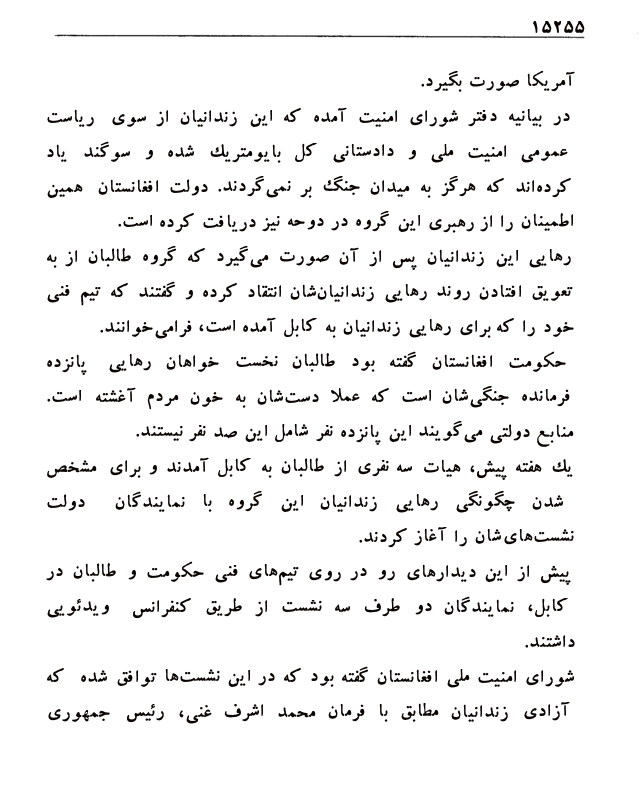 ۱۵۲۵۵
آمریکا صورت بگیرد.
در بیانیه دفتر شورای امنیت آمده که این زندانیان از سوی ریاست
عمومی امنیت ملی و دادستانی کل بایومتریک شده و سوگند یاد
کرده‌اند که هرگز به میدان جنگ بر نمی‌گردند. دولت افغانستان همین
اطمینان را از رهبری این گروه در دوحه نیز دریافت کرده است.
رهایی این زندانیان پس از آن صورت می‌گیرد که گروه طالبان از به
تعویق افتادن روند رهایی زندانیان‌شان انتقاد کرده و گفتند که تیم فنی
خود را که برای رهایی زندانیان به کابل آمده است، فرامی‌خوانند.
حکومت افغانستان گفته بود طالبان نخست خواهان رهایی پانزده
فرمانده جنگی‌شان است که عملا دست‌شان به خون مردم آغشته است.
منابع دولتی می‌گویند این پانزده نفر شامل این صد نفر نیستند.
یک هفته پیش، هیات سه نفری از طالبان به کابل آمدند و برای مشخص
شدن چگونگی رهایی زندانیان این گروه با نمایندگان دولت
نشست‌های‌شان را آغاز کردند.
پیش از این دیدارهای رو در روی تیم‌های فنی حکومت و طالبان در
کابل، نمایندگان دو طرف سه نشست از طریق کنفرانس ویدئویی
داشتند.
شورای امنیت ملی افغانستان گفته بود که در این نشست‌ها توافق شده که
آزادی زندانیان مطابق با فرمان محمد اشرف غنی، رئیس جمهوری